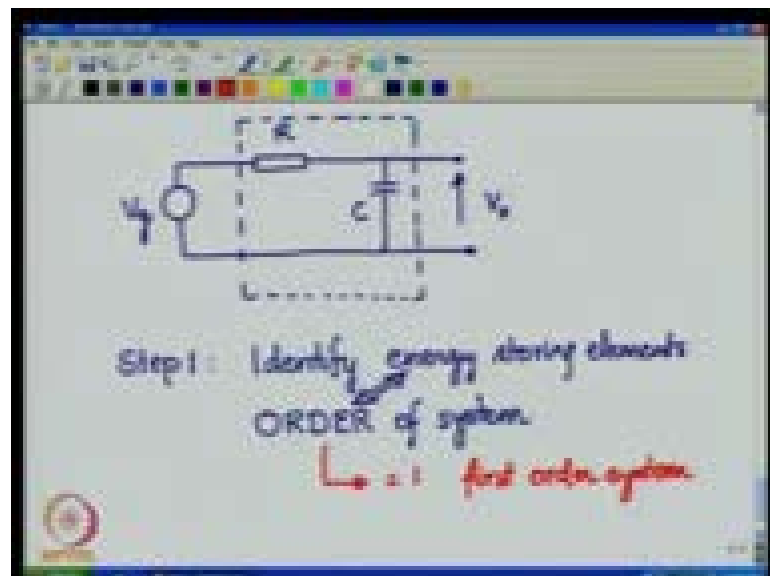 R
Vg
C
Vo
Step 1: Identify energy storing elements
ORDER of system
= 1 first order system